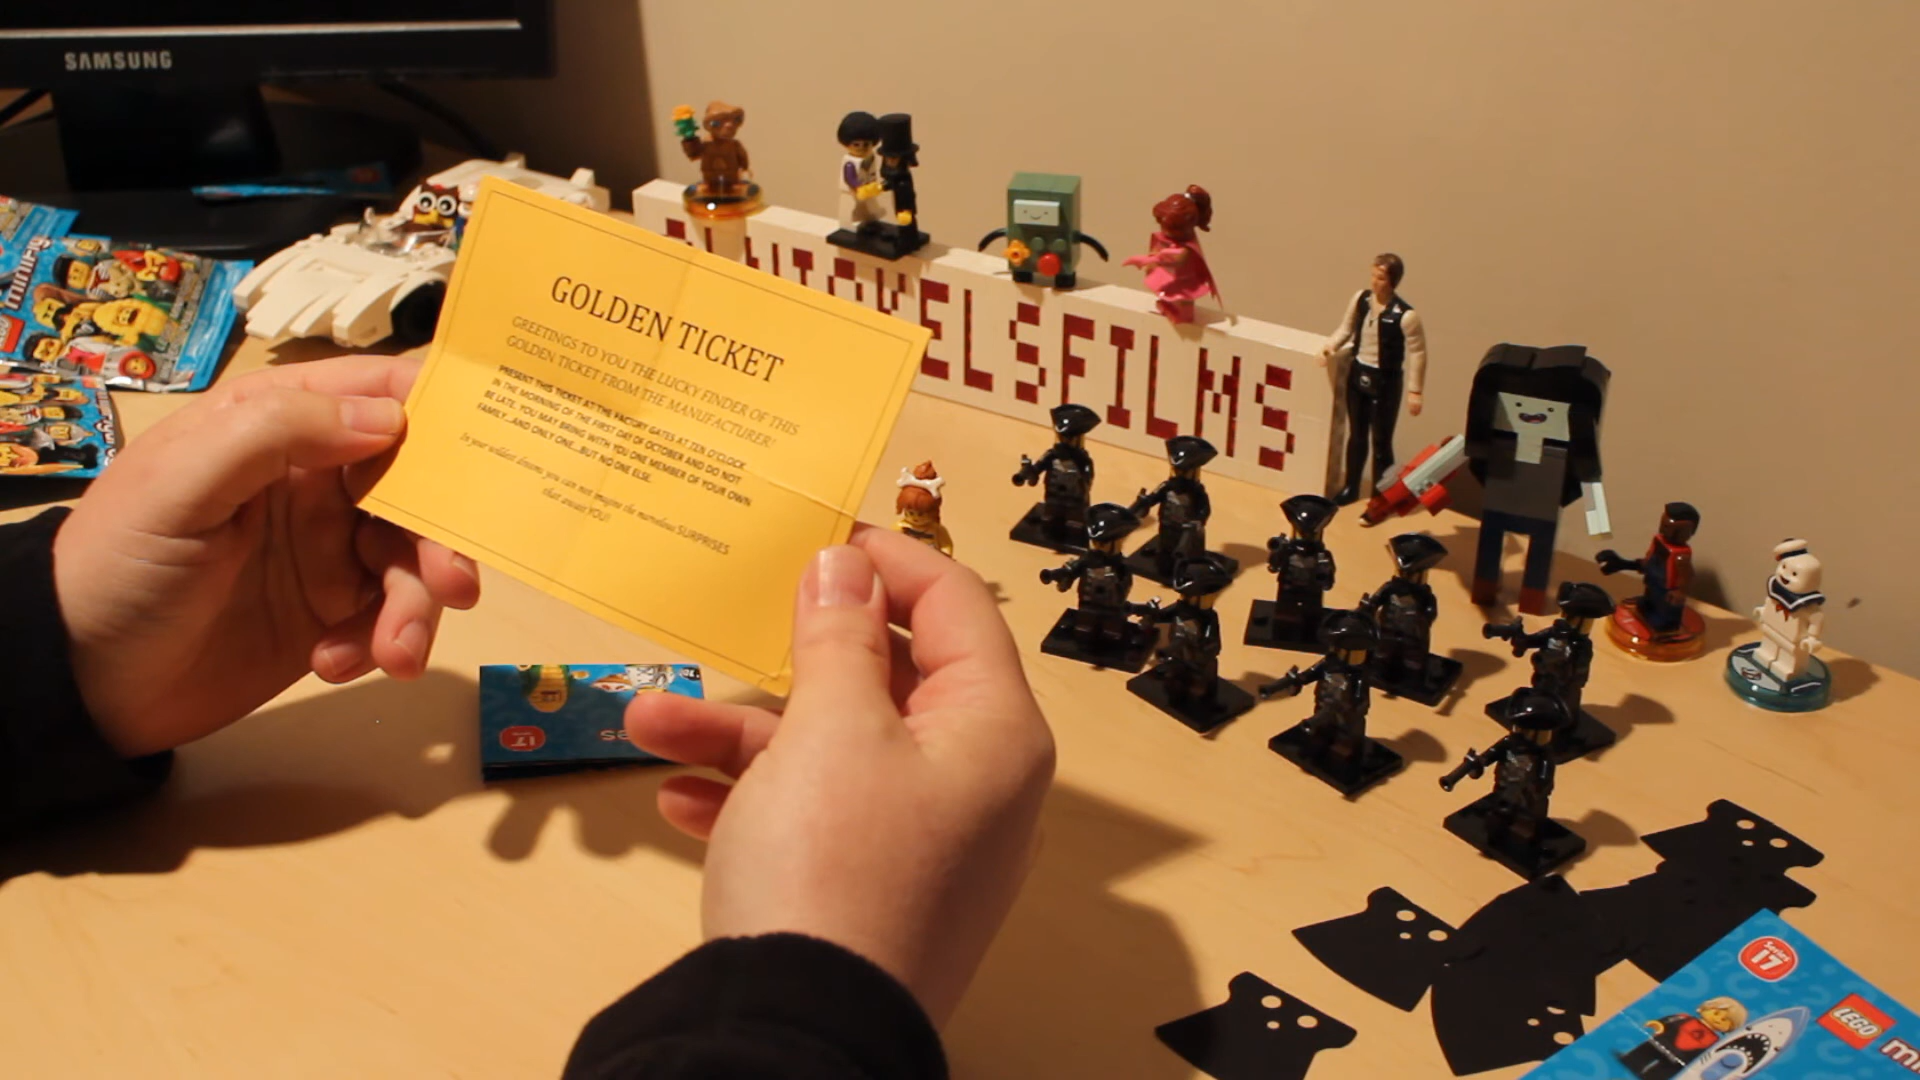 SAMSUNG
GOLDEN TICKET
GREETINGS TO YOU THE LUCKY FINDER OF THIS
GOLDEN TICKET FROM THE MANUFACTURER!
PRESENT THIS TICKET AT THE FACTORY GATES AT TEN O'CLOCK
IN THE MORNING OF THE FIRST DAY OF OCTOBER AND DO NOT
BE LATE. YOU MAY BRING WITH YOU ONE MEMBER OF YOUR OWN
FAMILY...AND ONLY ONE...BUT NO ONE ELSE.
In your wildest dreams you can not imagine the marvelous SURPRISES
that await YOU!
17
Series
17
LEGO